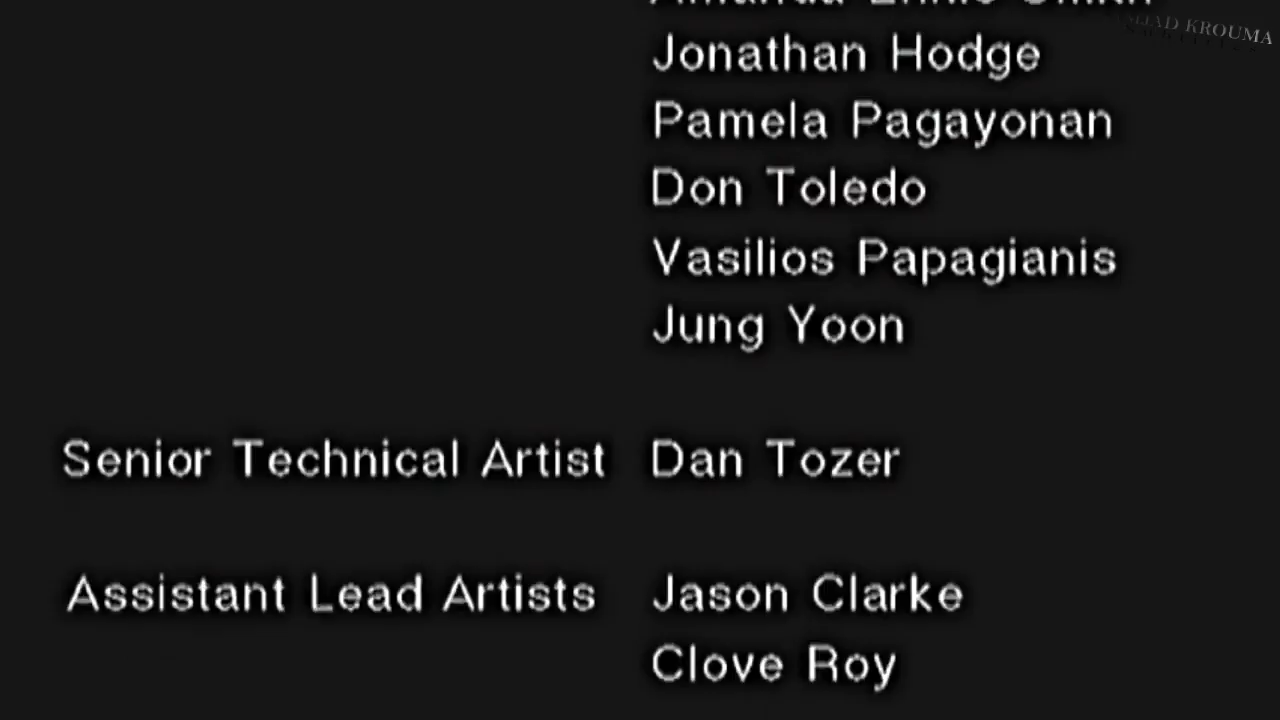 Jonathan Hodge
Pamela Pagayonan
Don Toledo
Vasilios Papagianis
Jung Yoon
Senior Technical Artist Dan Tozer
Assistant Lead Artists Jason Clarke
Clove Roy
KROUMA